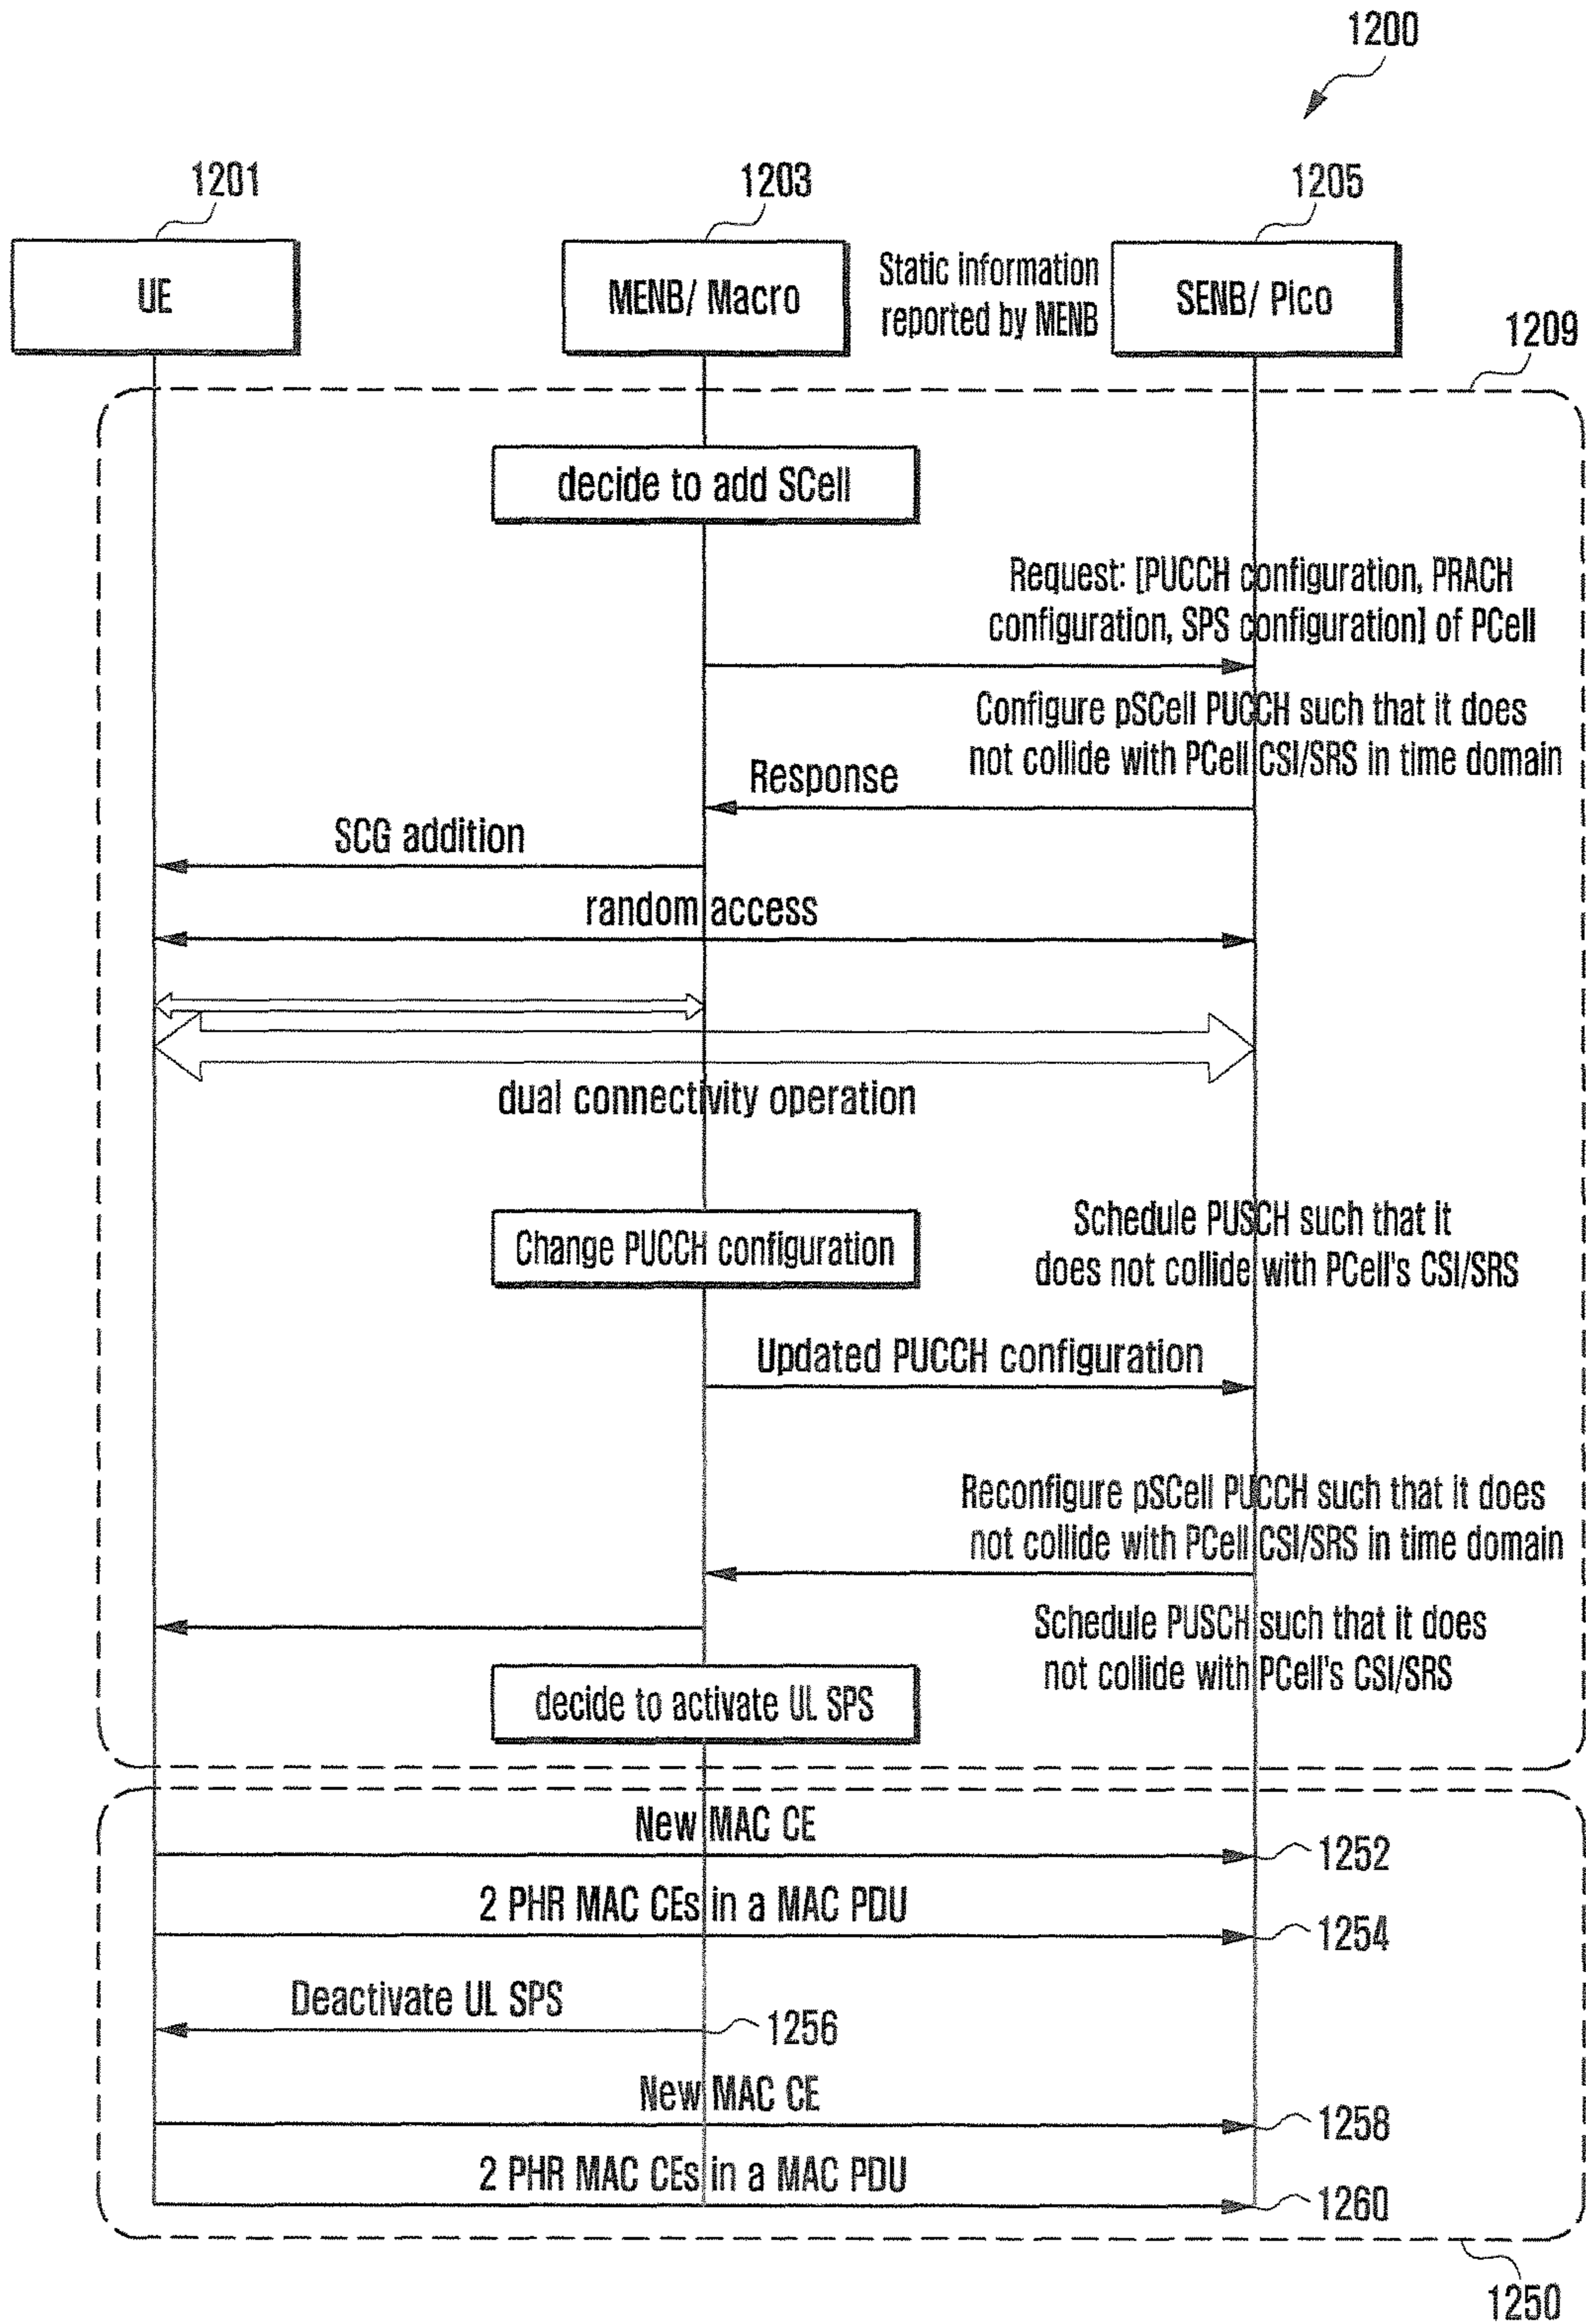 1200
1201
1203
1205
UE
MENB/ Macro
Static information
reported by MENB
SENB/ Pico
1209
decide to add SCell
Request: [PUCCH configuration, PRACH
configuration, SPS configuration] of PCell
Configure pSCell PUCCH such that it does
not collide with PCell CSI/SRS in time domain
Response
SCG addition
random access
dual connectivity operation
Change PUCCH configuration
Schedule PUSCH such that it
does not collide with PCell's CSI/SRS
Updated PUCCH configuration
Reconfigure pSCell PUCCH such that it does
not collide with PCell CSI/SRS in time domain
Schedule PUSCH such that it does
not collide with PCell's CSI/SRS
decide to activate UL SPS
New MAC CE
1252
2 PHR MAC CEs in a MAC PDU
1254
Deactivate UL SPS
1256
New MAC CE
1258
2 PHR MAC CEs in a MAC PDU
1260
1250